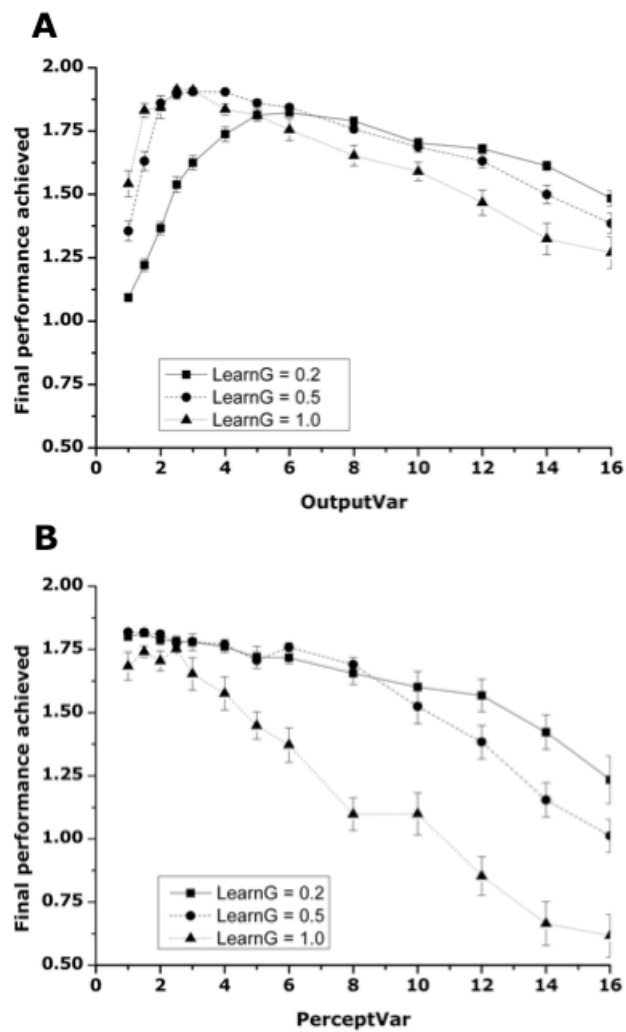 A
Final performance achieved
2.00
1.75
1.50
1.25
1.00
0.75
0.50
LearnG = 0.2
LearnG = 0.5
LearnG = 1.0
0 2 4 6 8 10 12 14 16
OutputVar
B
Final performance achieved
2.00
1.75
1.50
1.25
1.00
0.75
0.50
LearnG = 0.2
LearnG = 0.5
LearnG = 1.0
0 2 4 6 8 10 12 14 16
PerceptVar